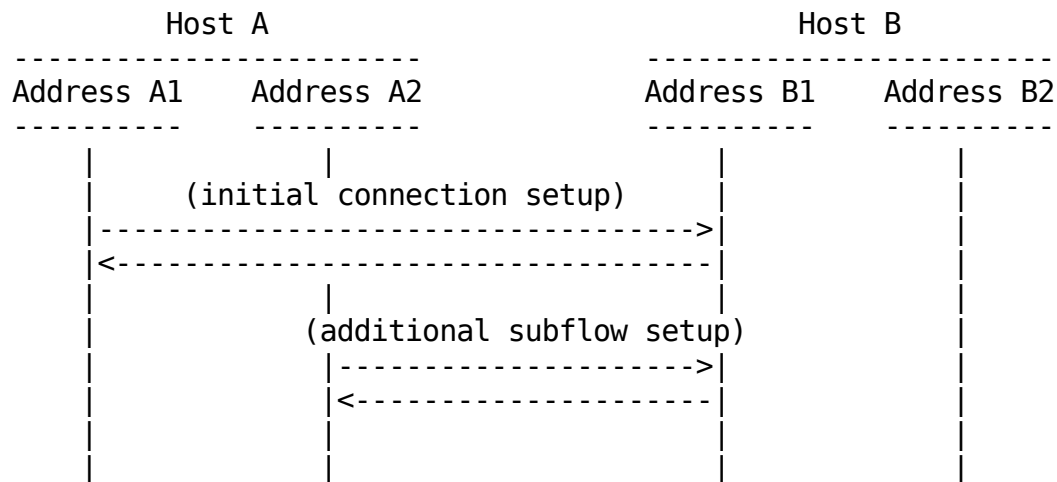 Host A Host B
------------------------ ------------------------
Address A1 Address A2 Address B1 Address B2
---------- ---------- ---------- ----------
| | | |
| (initial connection setup) | |
|----------------------------------->| |
|<-----------------------------------| |
| | | |
| (additional subflow setup) |
| |--------------------->| |
| |<---------------------| |
| | | |
| | | |